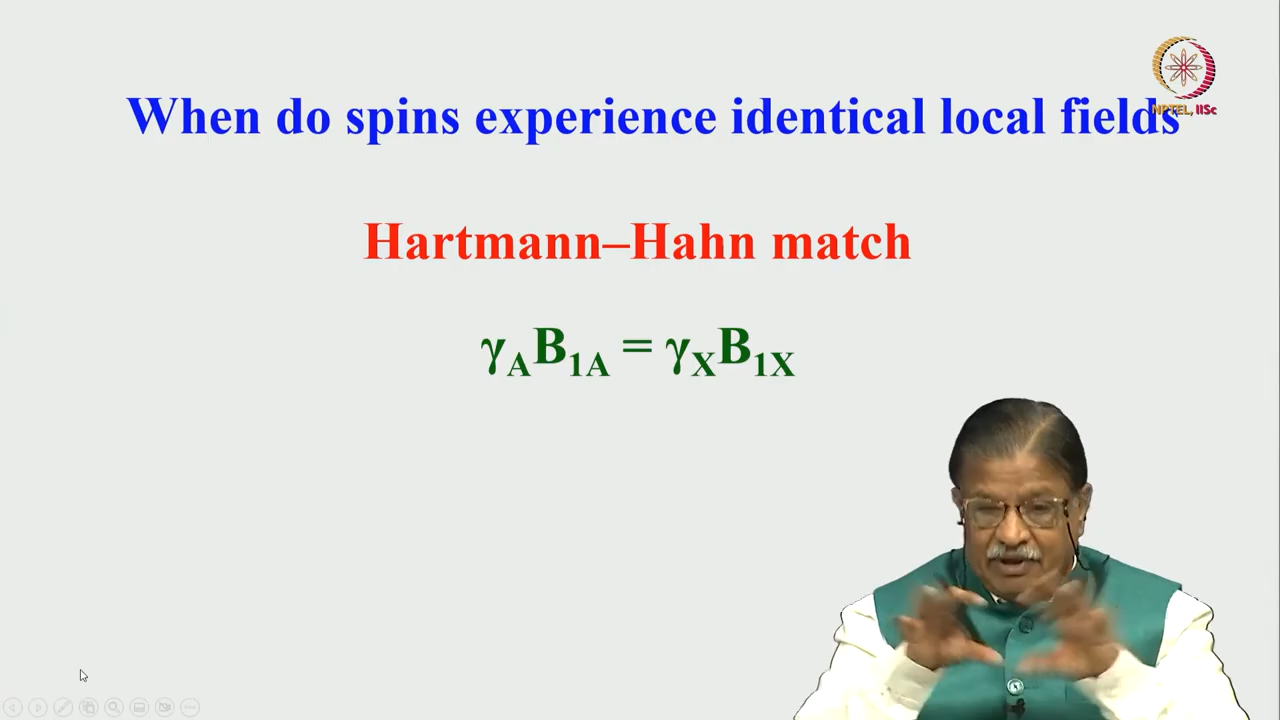 When do spins experience identical local fields
NPTEL, IISc
Hartmann–Hahn match
γAB1A = γXB1X